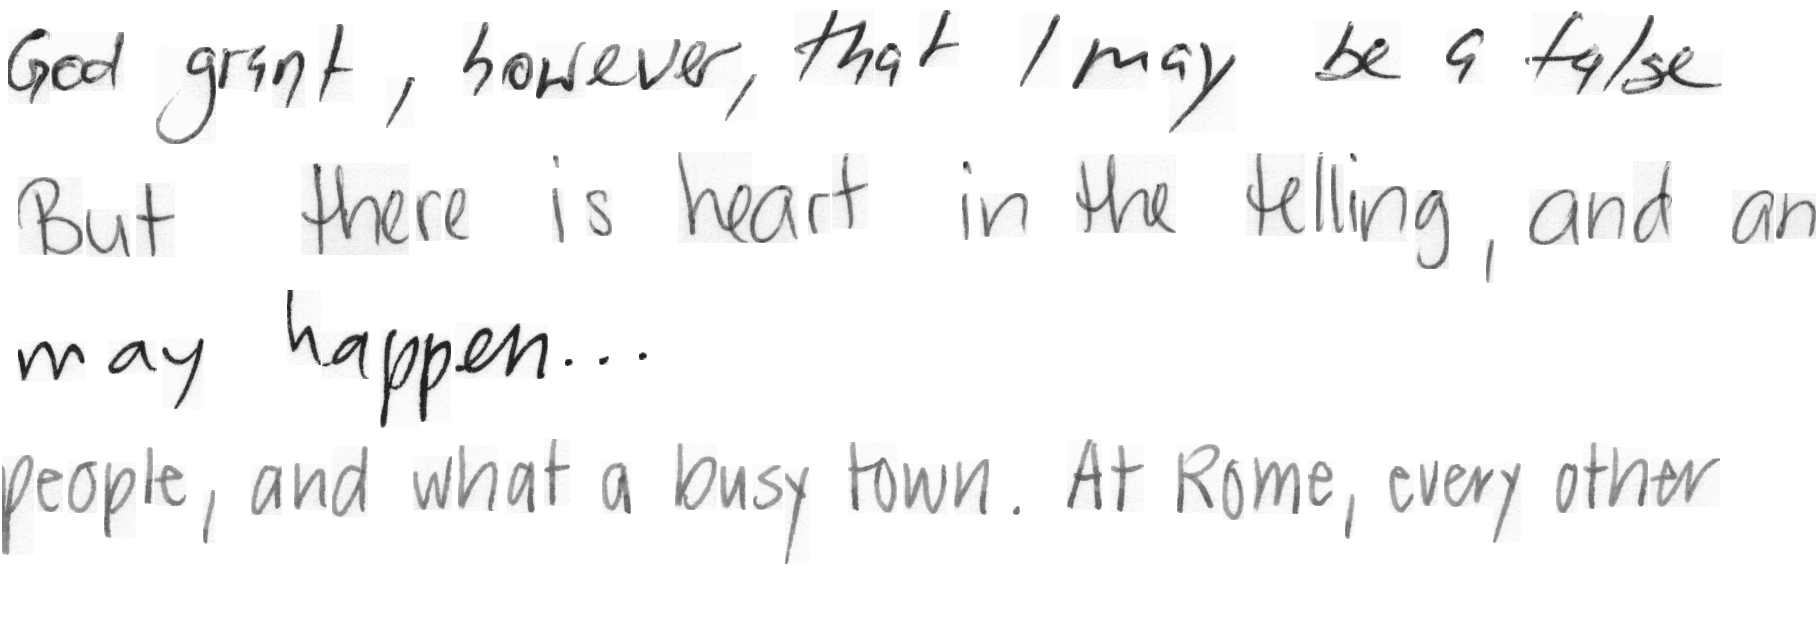 God grant, however, that I may be a false
But there is heart in the telling, and an
may happen...
people, and what a busy town. At Rome, every other